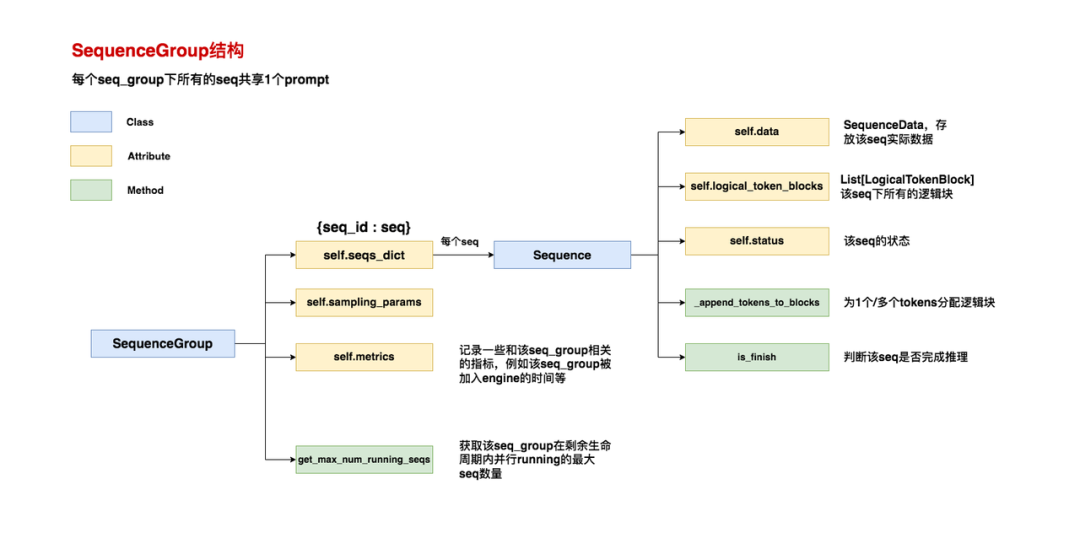 SequenceGroup结构
每个seq_group下所有的seq共享1个prompt
Class
Attribute
Method
{seq_id : seq}
self.seqs_dict
每个seq
Sequence
self.sampling_params
SequenceGroup
self.metrics
记录一些和该seq_group相关
的指标，例如该seq_group被
加入engine的时间等
get_max_num_running_seqs
获取该seq_group在剩余生命
周期内并行running的最大
seq数量
self.data
SequenceData，存
放该seq实际数据
self.logical_token_blocks
List[LogicalTokenBlock]
该seq下所有的逻辑块
self.status
该seq的状态
_append_tokens_to_blocks
为1个/多个tokens分配逻辑块
is_finish
判断该seq是否完成推理